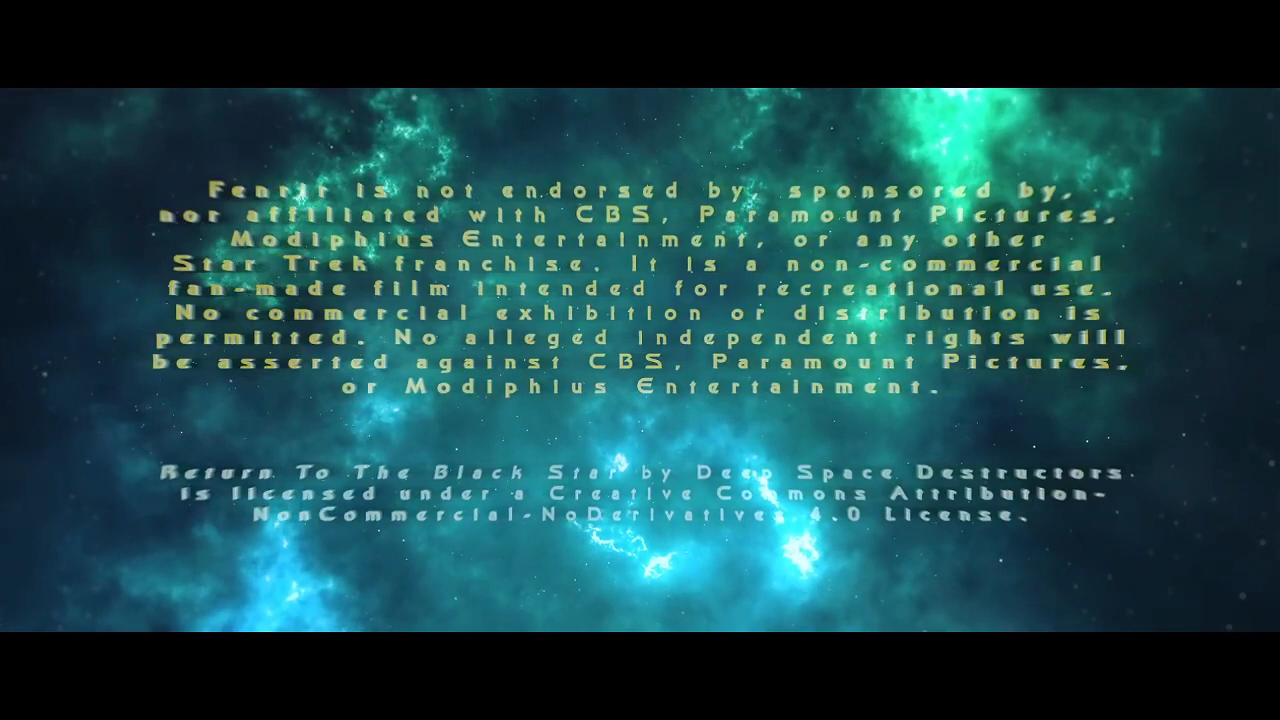 Fenrir is not endorsed by, sponsored by,
nor affiliated with CBS, Paramount Pictures,
Modiphius Entertainment, or any other
Star Trek franchise. It is a non-commercial
fan-made film intended for recreational use.
No commercial exhibition or distribution is
permitted. No alleged independent rights will
be asserted against CBS, Paramount Pictures,
or Modiphius Entertainment.
Return To The Black Star by Deep Space Destructors
is licensed under a Creative Commons Attribution-
NonCommercial-NoDerivatives 4.0 License.